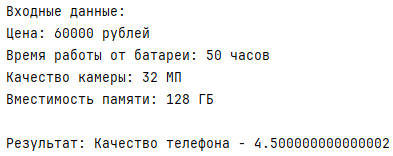 Входные данные:
Цена: 60000 рублей
Время работы от батареи: 50 часов
Качество камеры: 32 МП
Вместимость памяти: 128 ГБ
Результат: Качество телефона - 4.500000000000002